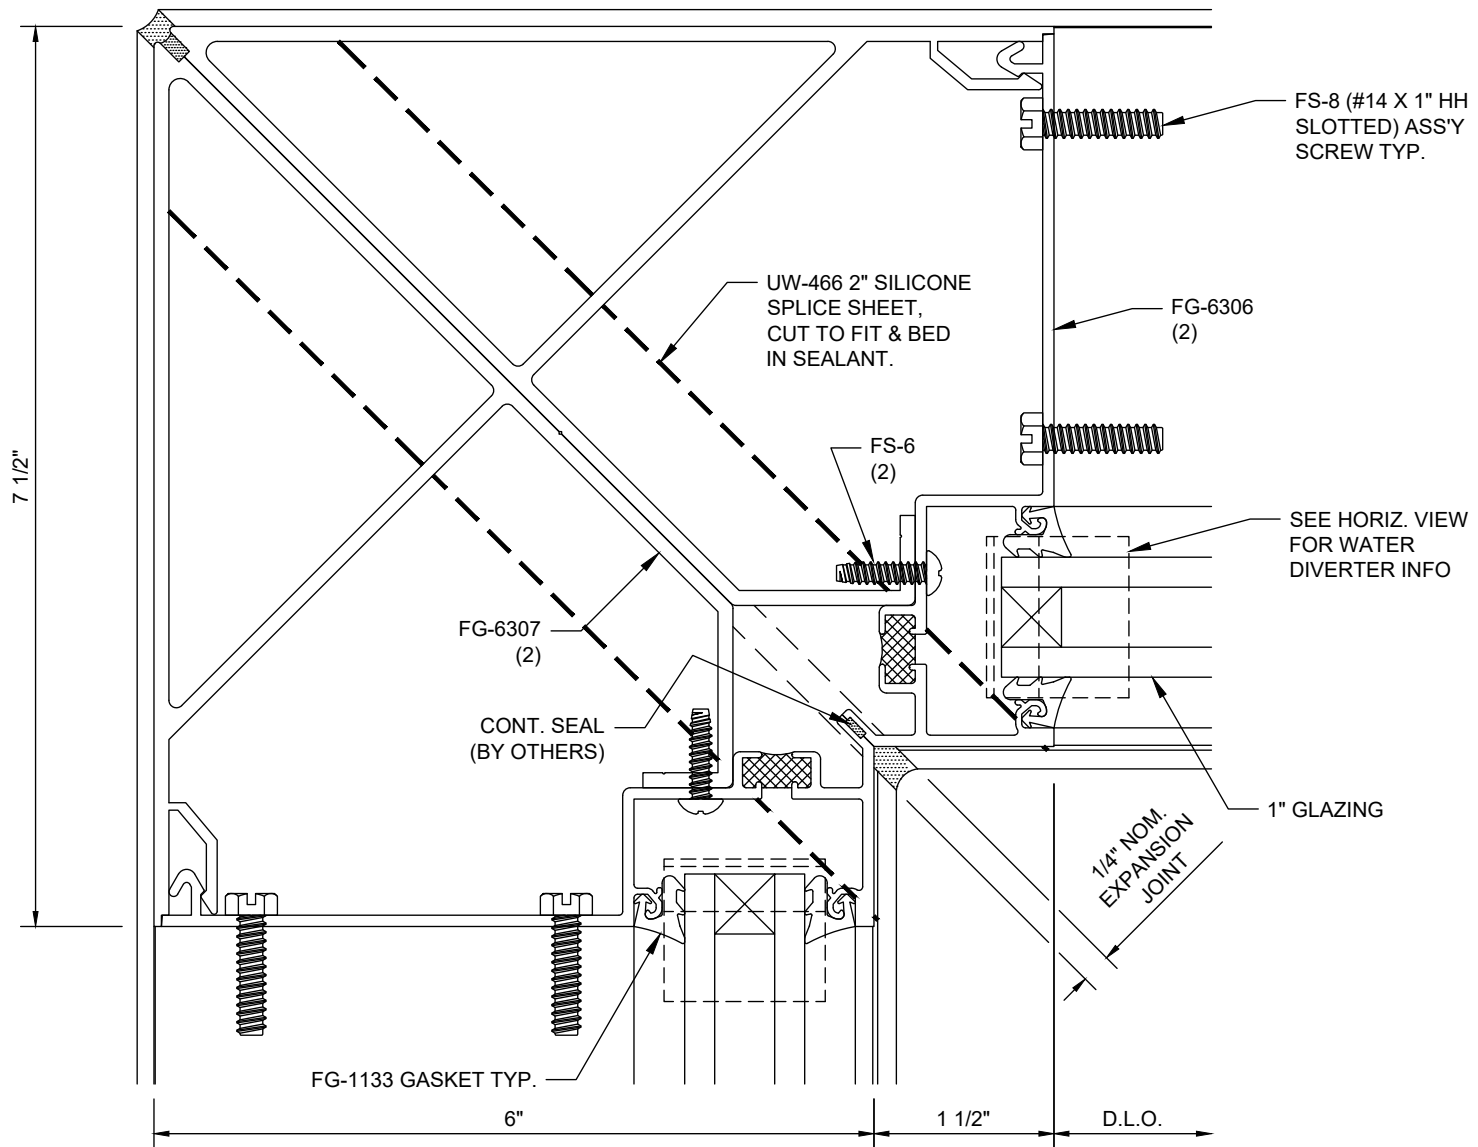 FS-8 (#14 X 1" HH
SLOTTED) ASS'Y
SCREW TYP.
UW-466 2" SILICONE
SPLICE SHEET,
CUT TO FIT & BED
IN SEALANT.
FG-6306
(2)
7 1/2"
FS-6
(2)
SEE HORIZ. VIEW
FOR WATER
DIVERTER INFO
FG-6307
(2)
CONT. SEAL
(BY OTHERS)
1" GLAZING
1/4" NOM.
EXPANSION
JOINT
FG-1133 GASKET TYP.
6"
1 1/2"
D.L.O.